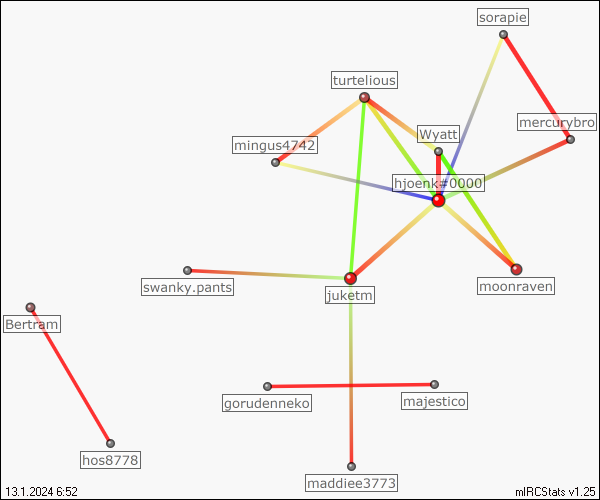 sorapie
turtelious
mercurybro
Wyatt
mingus4742
hjoenk#0000
swanky.pants
moonraven
juketm
Bertram
gorudenneko
majestico
hos8778
maddiee3773
13.1.2024 6:52
mIRCStats v1.25